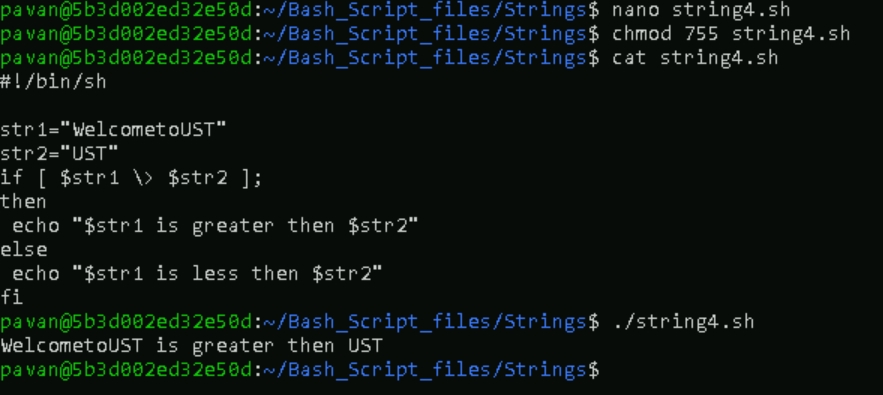 pavan@5b3d002ed32e50d:~/Bash_Script_files/Strings$ nano string4.sh
pavan@5b3d002ed32e50d:~/Bash_Script_files/Strings$ chmod 755 string4.sh
pavan@5b3d002ed32e50d:~/Bash_Script_files/Strings$ cat string4.sh
#!/bin/sh

str1="WelcometoUST"
str2="UST"
if [ $str1 \> $str2 ];
then
 echo "$str1 is greater then $str2"
else
 echo "$str1 is less then $str2"
fi
pavan@5b3d002ed32e50d:~/Bash_Script_files/Strings$ ./string4.sh
WelcometoUST is greater then UST
pavan@5b3d002ed32e50d:~/Bash_Script_files/Strings$